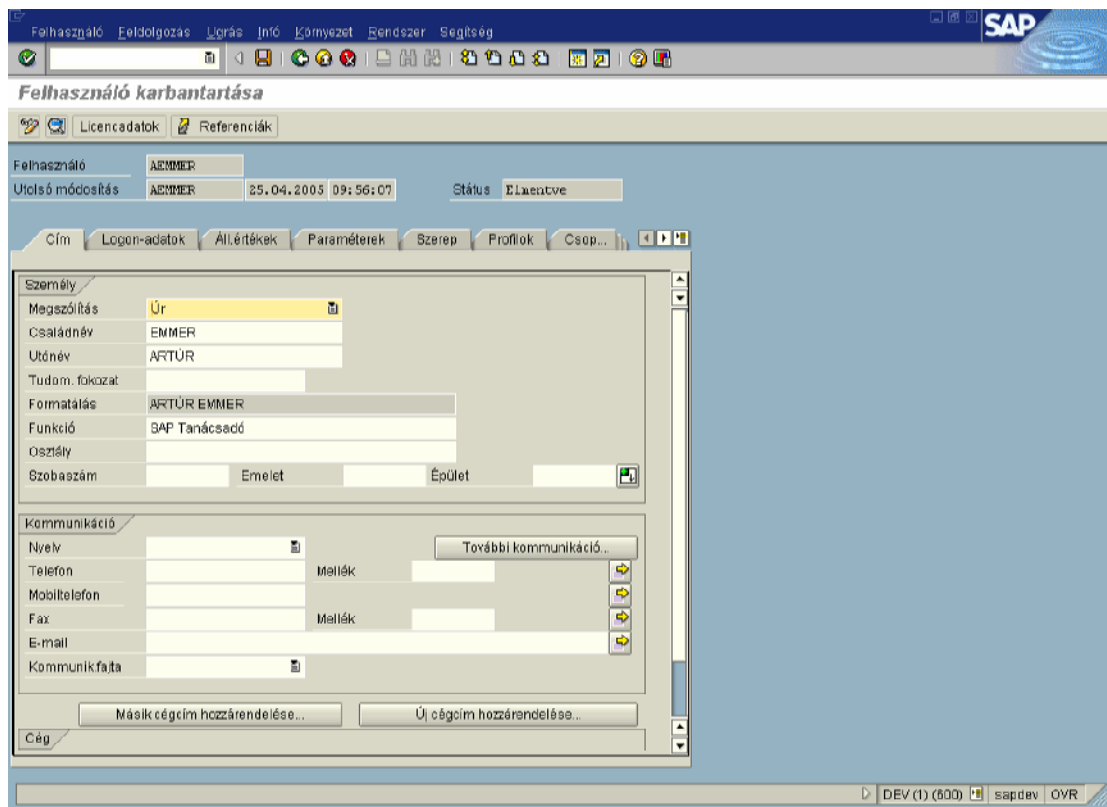 Felhasználó Feldolgozás Ugrás Infó Környezet Rendszer Segítség
SAP
Felhasználó karbantartása
Licencadatok Referenciák
Felhasználó AEMMER
Utolsó módosítás AEMMER 25.04.2005 09:56:07 Státus Elmentve
Cím Logon-adatok Áll.értékek Paraméterek Szerep Profilok Csop...
Személy
Megszólítás Úr
Családnév EMMER
Utónév ARTÚR
Tudom. fokozat
Formatálás ARTÚR EMMER
Funkció SAP Tanácsadó
Osztály
Szobaszám Emelet Épület
Kommunikáció
Nyelv További kommunikáció...
Telefon Mellék
Mobiltelefon
Fax Mellék
E-mail
Kommunik.fajta
Másik cégcím hozzárendelése... Új cégcím hozzárendelése...
Cég
DEV (1) (600) sapdev OVR